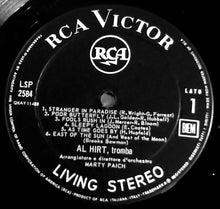 RCA VICTOR
RCA
LSP
2584
LATO
1
BIEM
1. STRANGER IN PARADISE (R. Wright-G. Forrest)
2. POOR BUTTERFLY (J.L. Golden-R. Hubbell)
3. FOOLS RUSH IN (J. Mercer-R. Bloom)
4. SLEEPY LAGOON (E. Coates)
5. AS TIME GOES BY (H. Hupfeld)
6. EAST OF THE SUN (And West of the Moon)
(Brooks Bowman)
AL HIRT, tromba
Arrangiatore e direttore d'orchestra
MARTY PAICH
LIVING STEREO